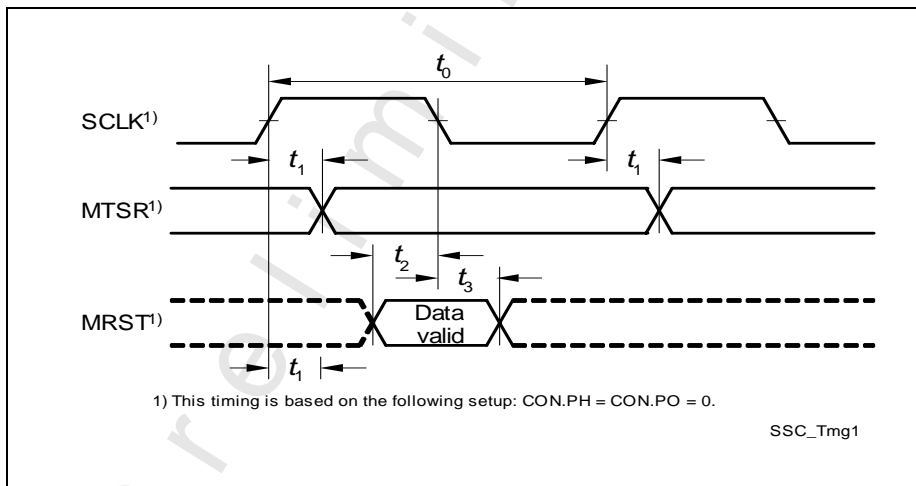 t0
SCLK1)
t1
t1
MTSR1)
t2
t3
MRST1)
Data
valid
t1
1) This timing is based on the following setup: CON.PH = CON.PO = 0.
SSC_Tmg1
r e l i m i